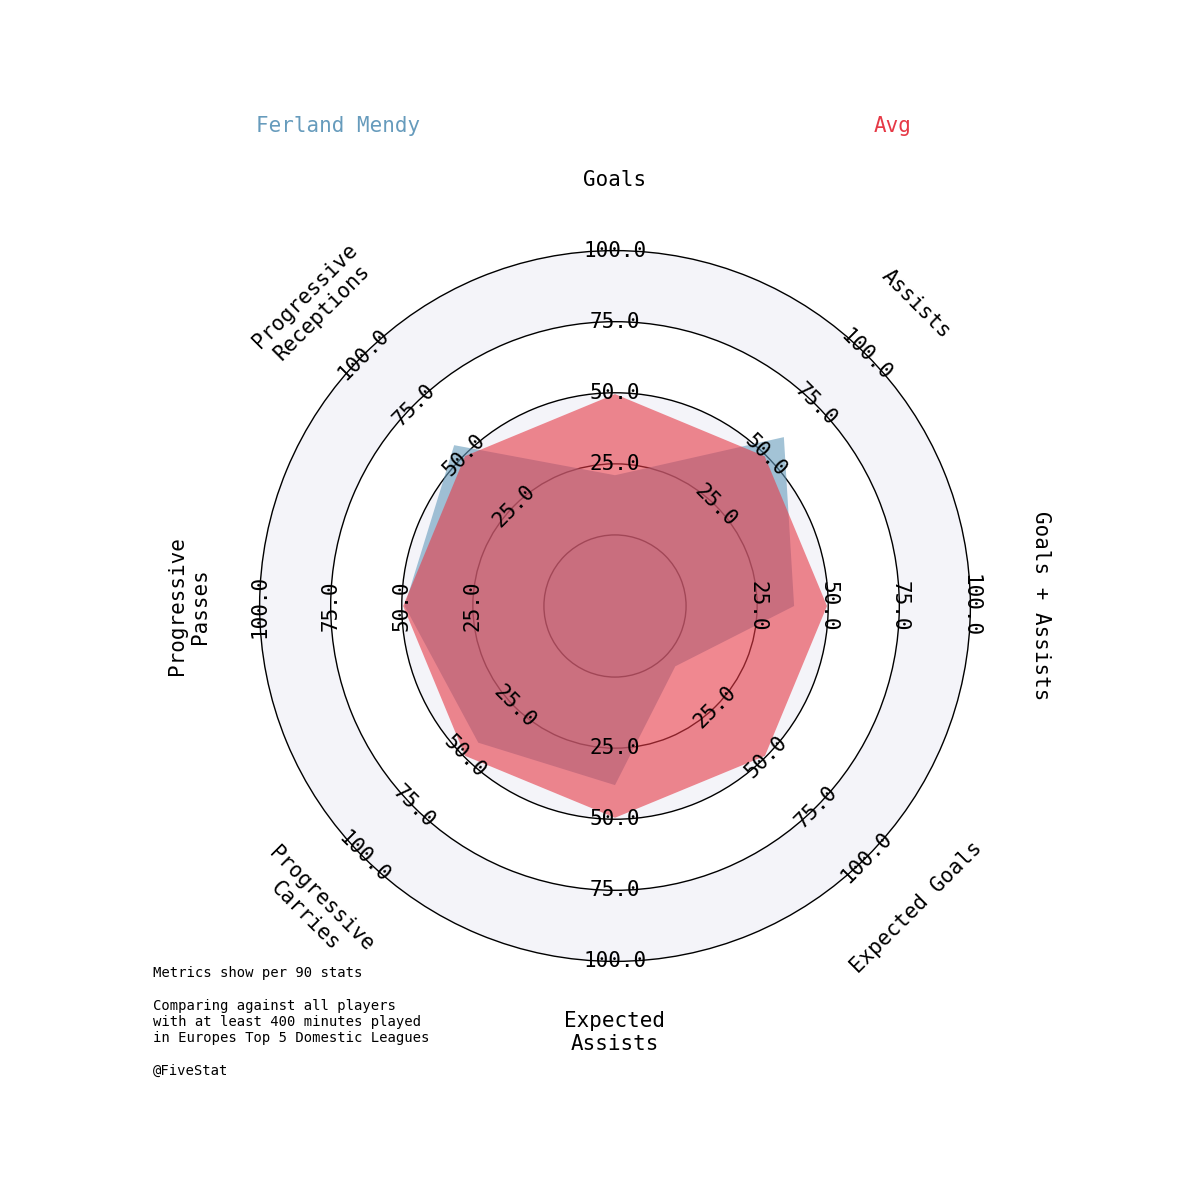 Ferland Mendy
Avg
Goals
Progressive
Receptions
Assists
100.0
75.0
50.0
25.0
100.0
75.0
50.0
25.0
100.0
75.0
50.0
25.0
Progressive
Passes
100.0
75.0
50.0
25.0
25.0
50.0
75.0
100.0
Goals + Assists
25.0
50.0
75.0
100.0
25.0
50.0
75.0
100.0
25.0
50.0
75.0
100.0
Progressive
Carries
Expected Goals
Expected
Assists
Metrics show per 90 stats
Comparing against all players
with at least 400 minutes played
in Europes Top 5 Domestic Leagues
@FiveStat